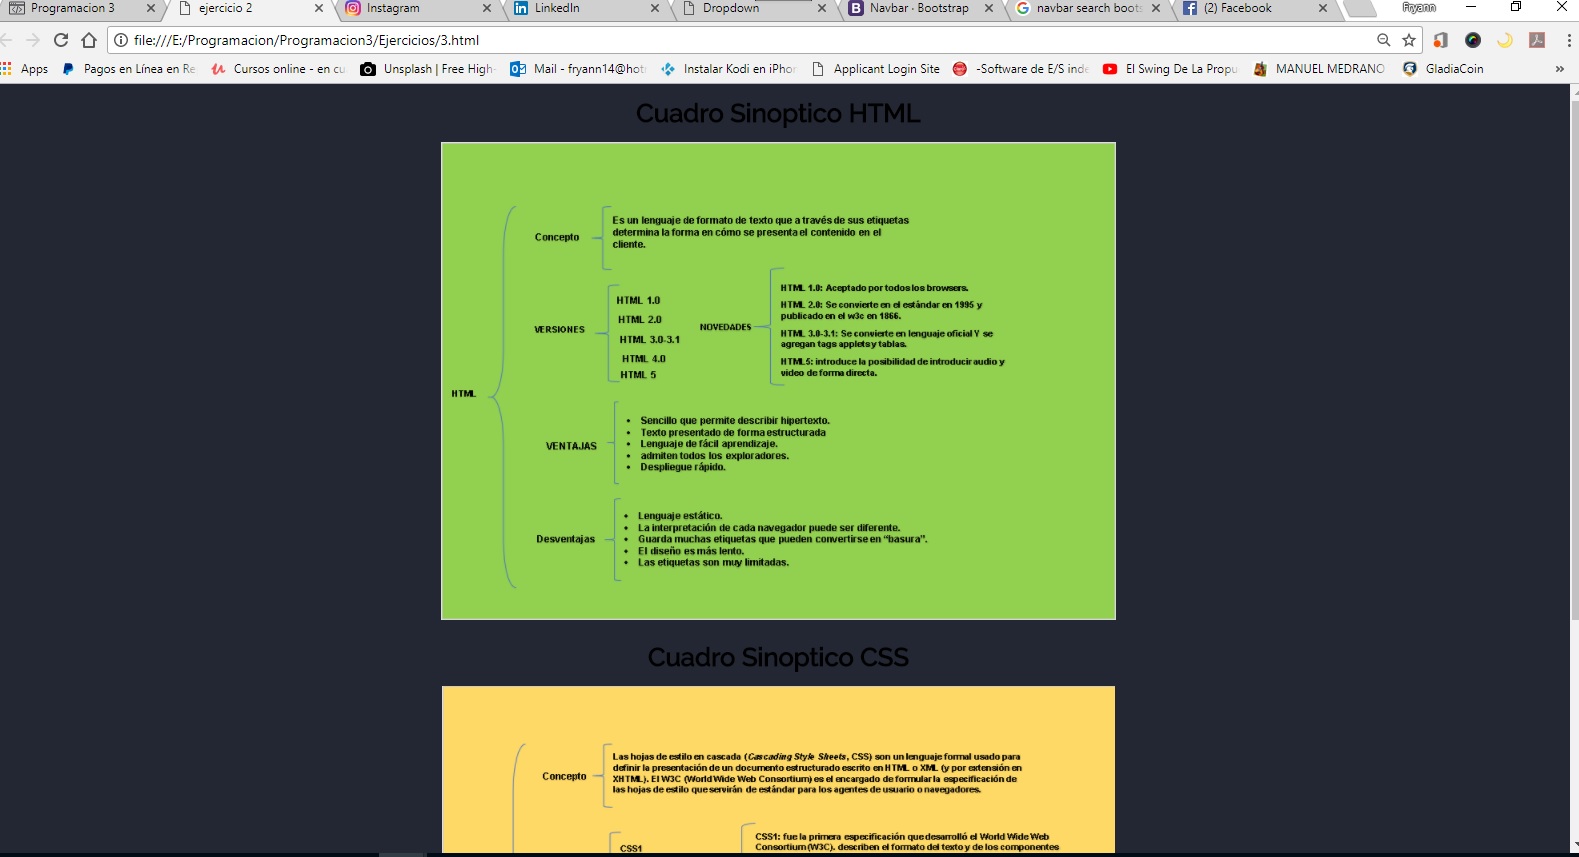 Programacion 3
ejercicio 2
Instagram
LinkedIn
Dropdown
Navbar · Bootstrap
navbar search boots
(2) Facebook
Fryann
file:///E:/Programacion/Programacion3/Ejercicios/3.html
Apps
Pagos en Línea en Re
Cursos online - en cu
Unsplash | Free High-
Mail - fryann14@hot
Instalar Kodi en iPhon
Applicant Login Site
-Software de E/S inde
El Swing De La Propu
MANUEL MEDRANO
GladiaCoin
»
Cuadro Sinoptico HTML
HTML
Concepto
Es un lenguaje de formato de texto que a través de sus etiquetas
determina la forma en cómo se presenta el contenido en el
cliente.
VERSIONES
HTML 1.0
HTML 2.0
HTML 3.0-3.1
HTML 4.0
HTML 5
NOVEDADES
HTML 1.0: Aceptado por todos los browsers.
HTML 2.0: Se convierte en el estándar en 1995 y
publicado en el w3c en 1866.
HTML 3.0-3.1: Se convierte en lenguaje oficial Y se
agregan tags applets y tablas.
HTML5: introduce la posibilidad de introducir audio y
video de forma directa.
VENTAJAS
• Sencillo que permite describir hipertexto.
• Texto presentado de forma estructurada
• Lenguaje de fácil aprendizaje.
• admiten todos los exploradores.
• Despliegue rápido.
Desventajas
• Lenguaje estático.
• La interpretación de cada navegador puede ser diferente.
• Guarda muchas etiquetas que pueden convertirse en “basura”.
• El diseño es más lento.
• Las etiquetas son muy limitadas.
Cuadro Sinoptico CSS
Concepto
Las hojas de estilo en cascada (Cascading Style Sheets, CSS) son un lenguaje formal usado para
definir la presentación de un documento estructurado escrito en HTML o XML (y por extensión en
XHTML). El W3C (World Wide Web Consortium) es el encargado de formular la especificación de
las hojas de estilo que servirán de estándar para los agentes de usuario o navegadores.
CSS1
CSS1: fue la primera especificación que desarrolló el World Wide Web
Consortium (W3C). describen el formato del texto y de los componentes